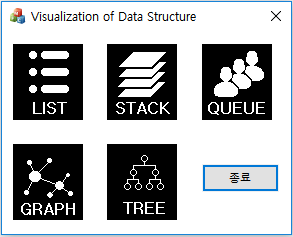 Visualization of Data Structure
LIST
STACK
QUEUE
GRAPH
TREE
종료